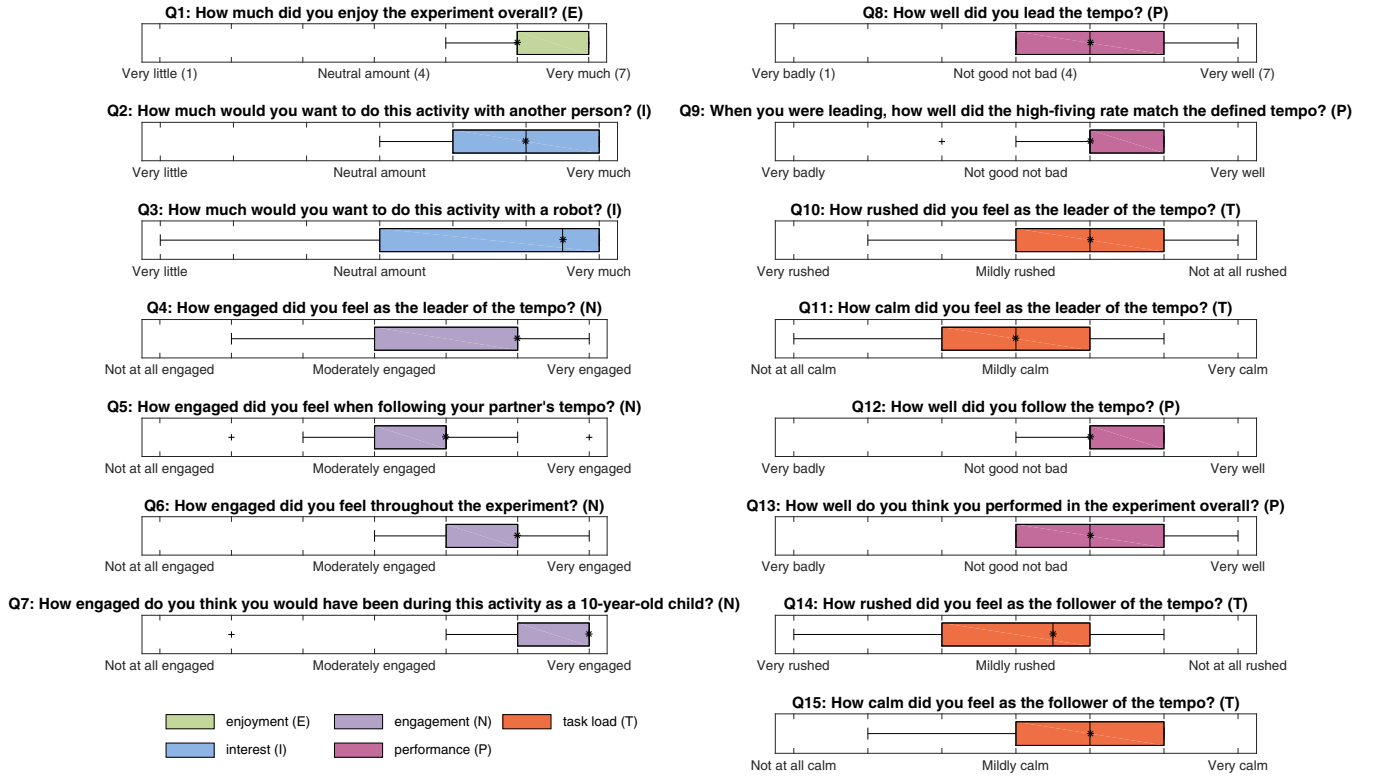 Q1: How much did you enjoy the experiment overall? (E)
Very little (1) Neutral amount (4) Very much (7)
Q2: How much would you want to do this activity with another person? (I)
Very little Neutral amount Very much
Q3: How much would you want to do this activity with a robot? (I)
Very little Neutral amount Very much
Q4: How engaged did you feel as the leader of the tempo? (N)
Not at all engaged Moderately engaged Very engaged
Q5: How engaged did you feel when following your partner's tempo? (N)
Not at all engaged Moderately engaged Very engaged
Q6: How engaged did you feel throughout the experiment? (N)
Not at all engaged Moderately engaged Very engaged
Q7: How engaged do you think you would have been during this activity as a 10-year-old child? (N)
Not at all engaged Moderately engaged Very engaged
enjoyment (E) engagement (N) task load (T)
interest (I) performance (P)
Q8: How well did you lead the tempo? (P)
Very badly (1) Not good not bad (4) Very well (7)
Q9: When you were leading, how well did the high-fiving rate match the defined tempo? (P)
Very badly Not good not bad Very well
Q10: How rushed did you feel as the leader of the tempo? (T)
Very rushed Mildly rushed Not at all rushed
Q11: How calm did you feel as the leader of the tempo? (T)
Not at all calm Mildly calm Very calm
Q12: How well did you follow the tempo? (P)
Very badly Not good not bad Very well
Q13: How well do you think you performed in the experiment overall? (P)
Very badly Not good not bad Very well
Q14: How rushed did you feel as the follower of the tempo? (T)
Very rushed Mildly rushed Not at all rushed
Q15: How calm did you feel as the follower of the tempo? (T)
Not at all calm Mildly calm Very calm